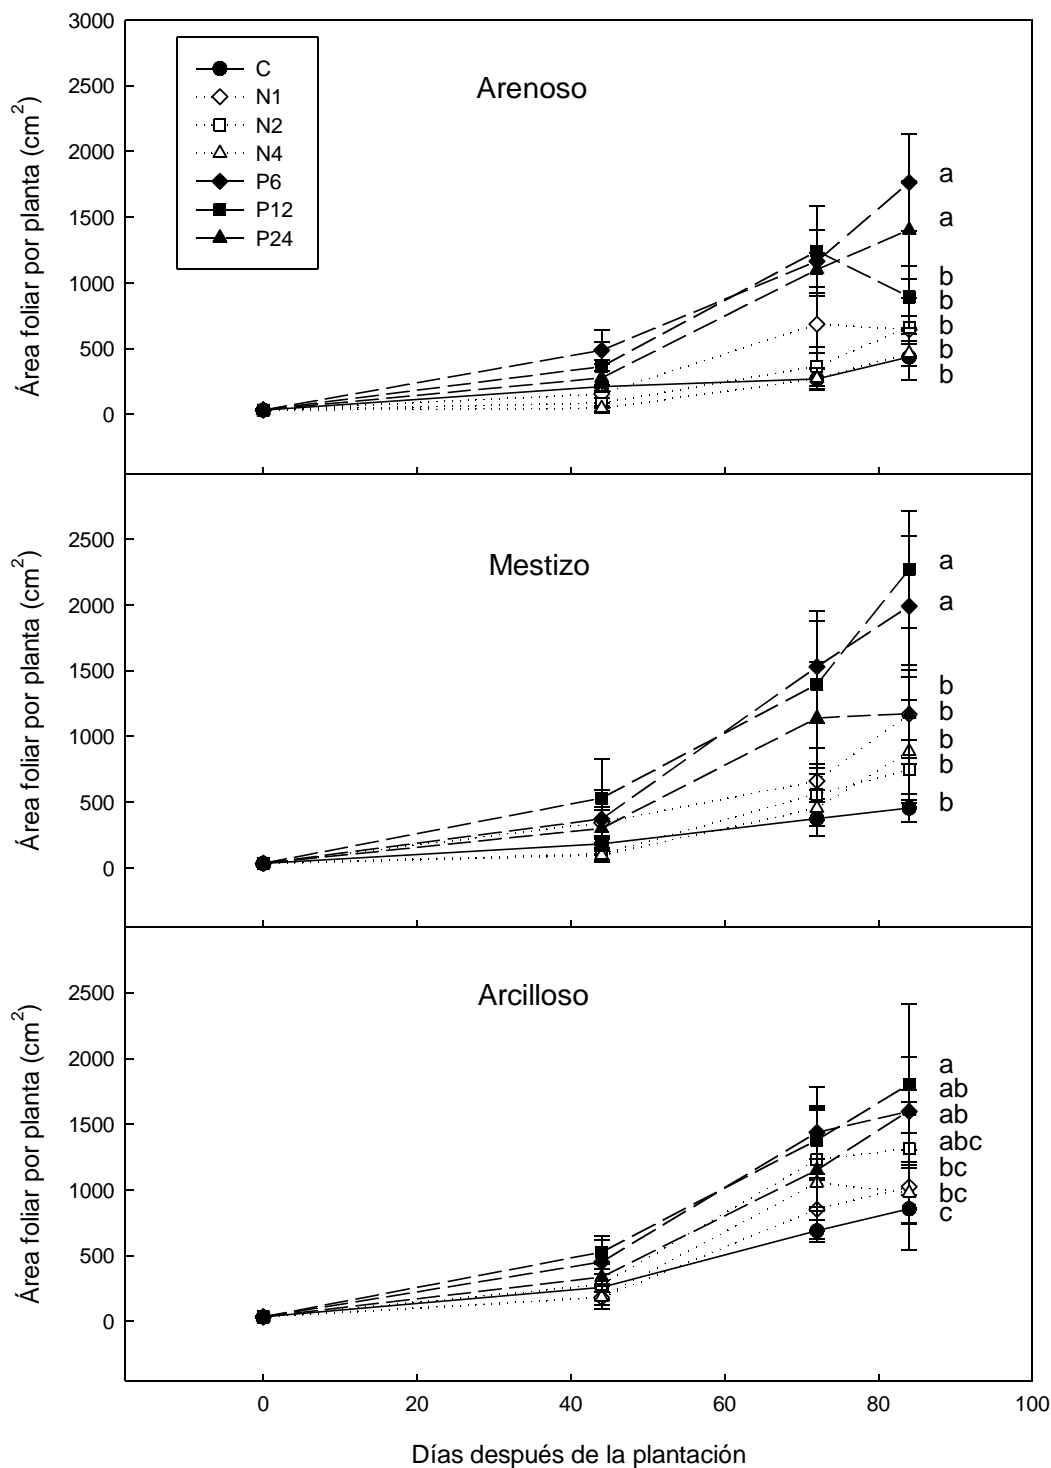 3000
2500
2000
1500
1000
500
0
Área foliar por planta (cm²)
C
N1
N2
N4
P6
P12
P24
Arenoso
a
a
b
b
b
b
b
2500
2000
1500
1000
500
0
Área foliar por planta (cm²)
Mestizo
a
a
b
b
b
b
b
2500
2000
1500
1000
500
0
Área foliar por planta (cm²)
Arcilloso
a
ab
ab
abc
bc
bc
c
0 20 40 60 80 100
Días después de la plantación